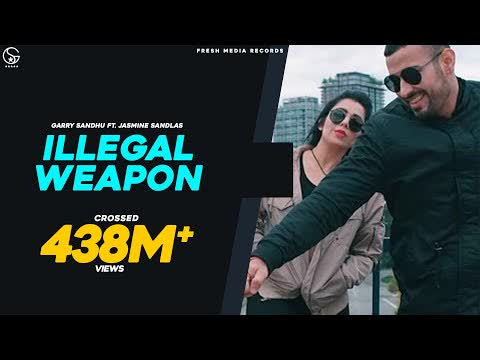 FRESH MEDIA RECORDS
GARRY SANDHU FT. JASMINE SANDLAS
ILLEGAL
WEAPON
CROSSED
438M+
VIEWS